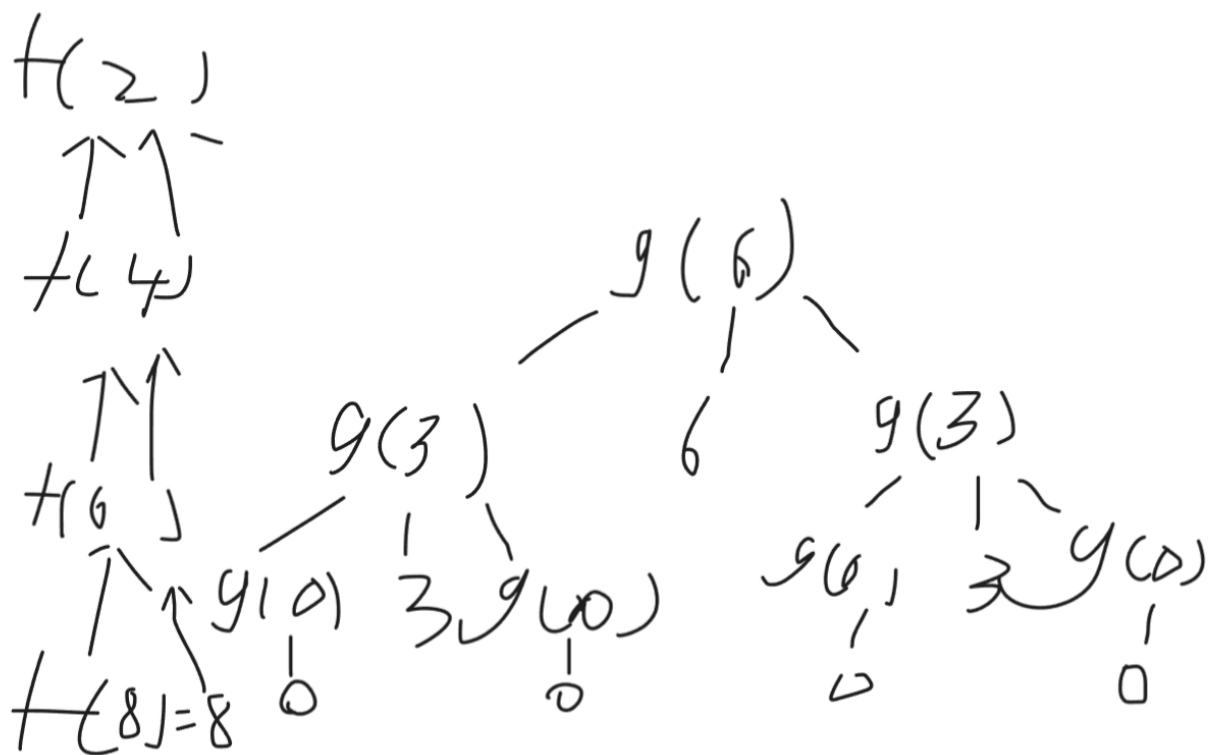 f(2)
f(4)
g(6)
g(3) 6 g(3)
f(6)
g(0) 3 g(0) g(0) 3 g(0)
0 0 0 0
f(8)=8